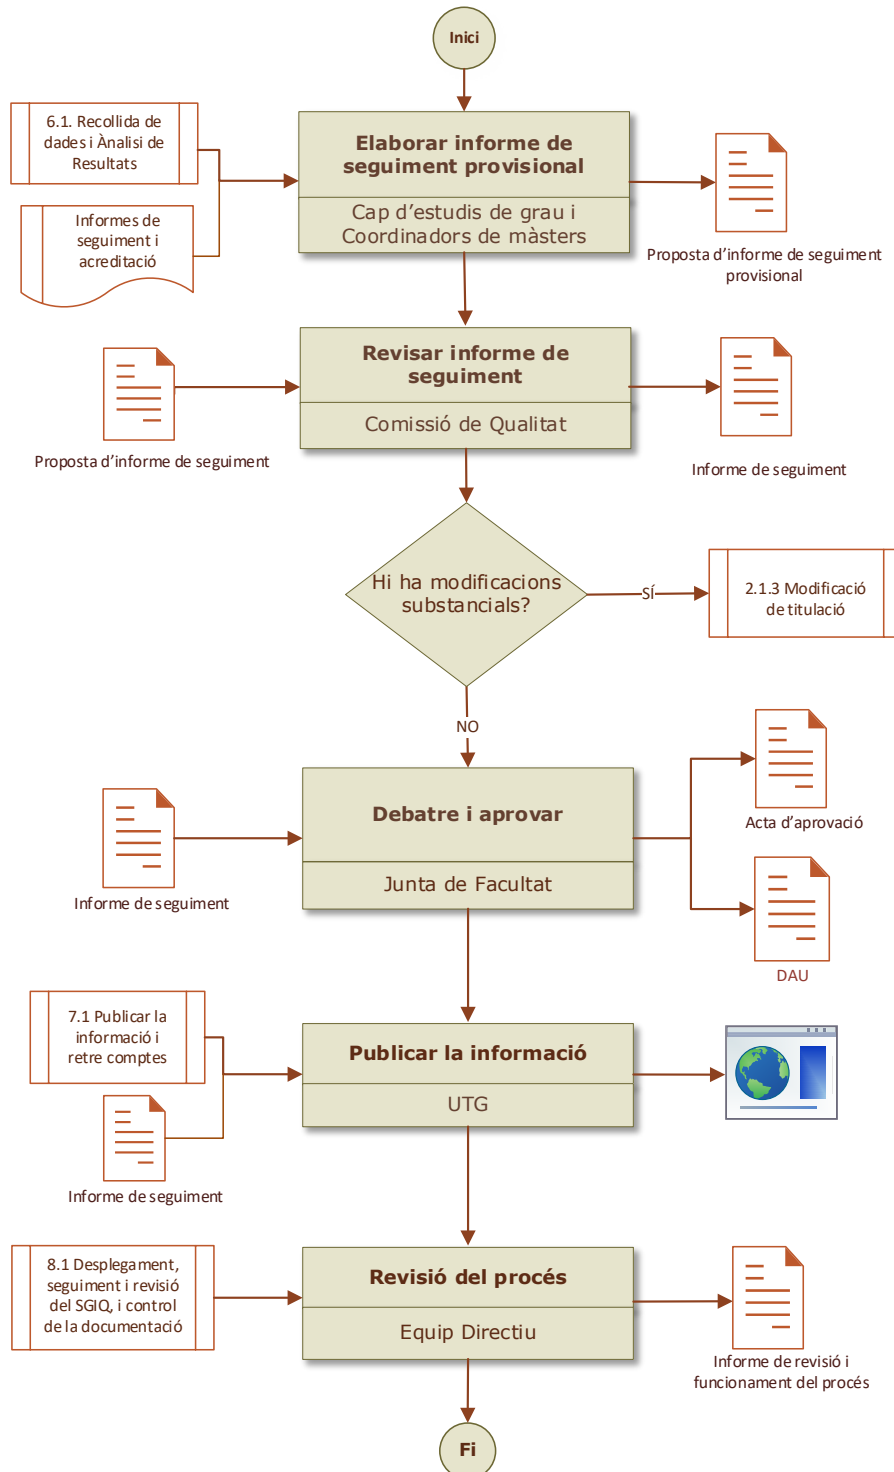 Inici
6.1. Recollida de
dades i Ànalisi de
Resultats
Elaborar informe de
seguiment provisional
Cap d'estudis de grau i
Coordinadors de màsters
Informes de
seguiment i
acreditació
Proposta d'informe de seguiment
provisional
Revisar informe de
seguiment
Comissió de Qualitat
Proposta d'informe de seguiment
Informe de seguiment
Hi ha modificacions
substancials?
SÍ
2.1.3 Modificació
de titulació
NO
Debatre i aprovar
Junta de Facultat
Informe de seguiment
Acta d'aprovació
DAU
7.1 Publicar la
informació i
retre comptes
Publicar la informació
UTG
Informe de seguiment
8.1 Desplegament,
seguiment i revisió
del SGIQ, i control
de la documentació
Revisió del procés
Equip Directiu
Informe de revisió i
funcionament del procés
Fi